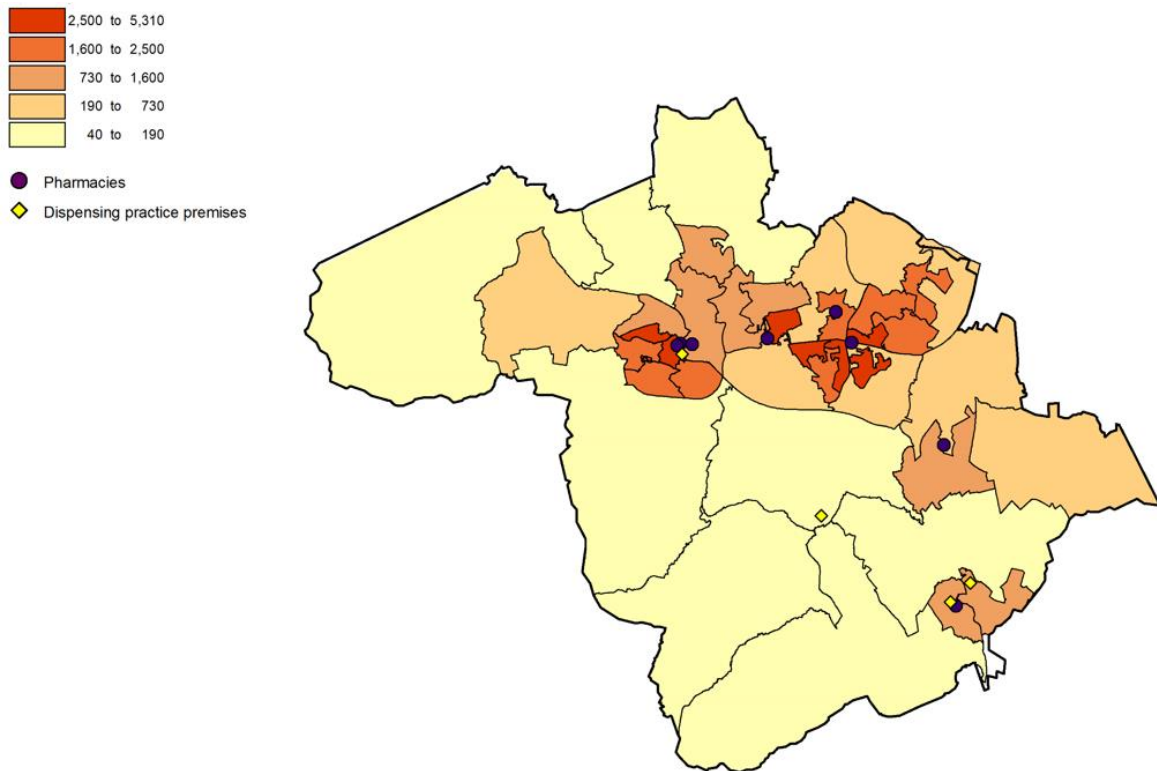 2,500 to 5,310
1,600 to 2,500
730 to 1,600
190 to 730
40 to 190
Pharmacies
Dispensing practice premises